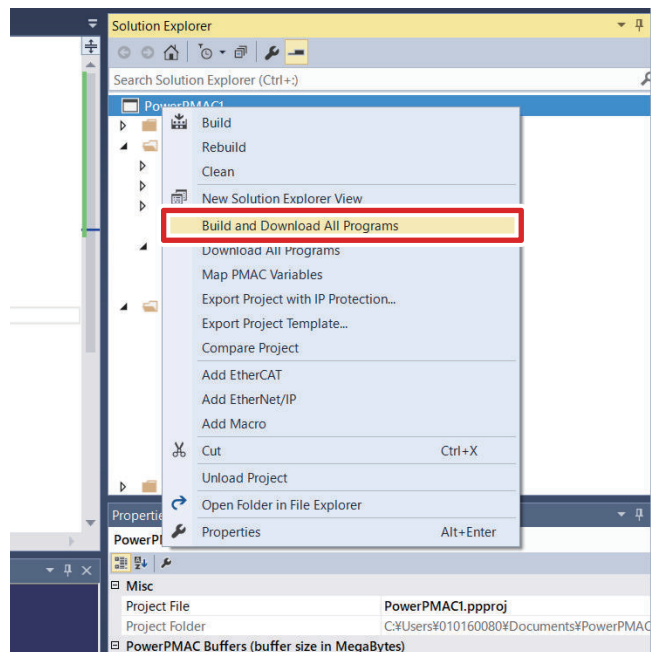 Solution Explorer
Search Solution Explorer (Ctrl+:)
PowerPMAC1
Build
Rebuild
Clean
New Solution Explorer View
Build and Download All Programs
Download All Programs
Map PMAC Variables
Export Project with IP Protection...
Export Project Template...
Compare Project
Add EtherCAT
Add EtherNet/IP
Add Macro
Cut Ctrl+X
Unload Project
Open Folder in File Explorer
Properties Alt+Enter
Misc
Project File PowerPMAC1.ppproj
Project Folder C:¥Users¥010160080¥Documents¥PowerPMAC
PowerPMAC Buffers (buffer size in MegaBytes)